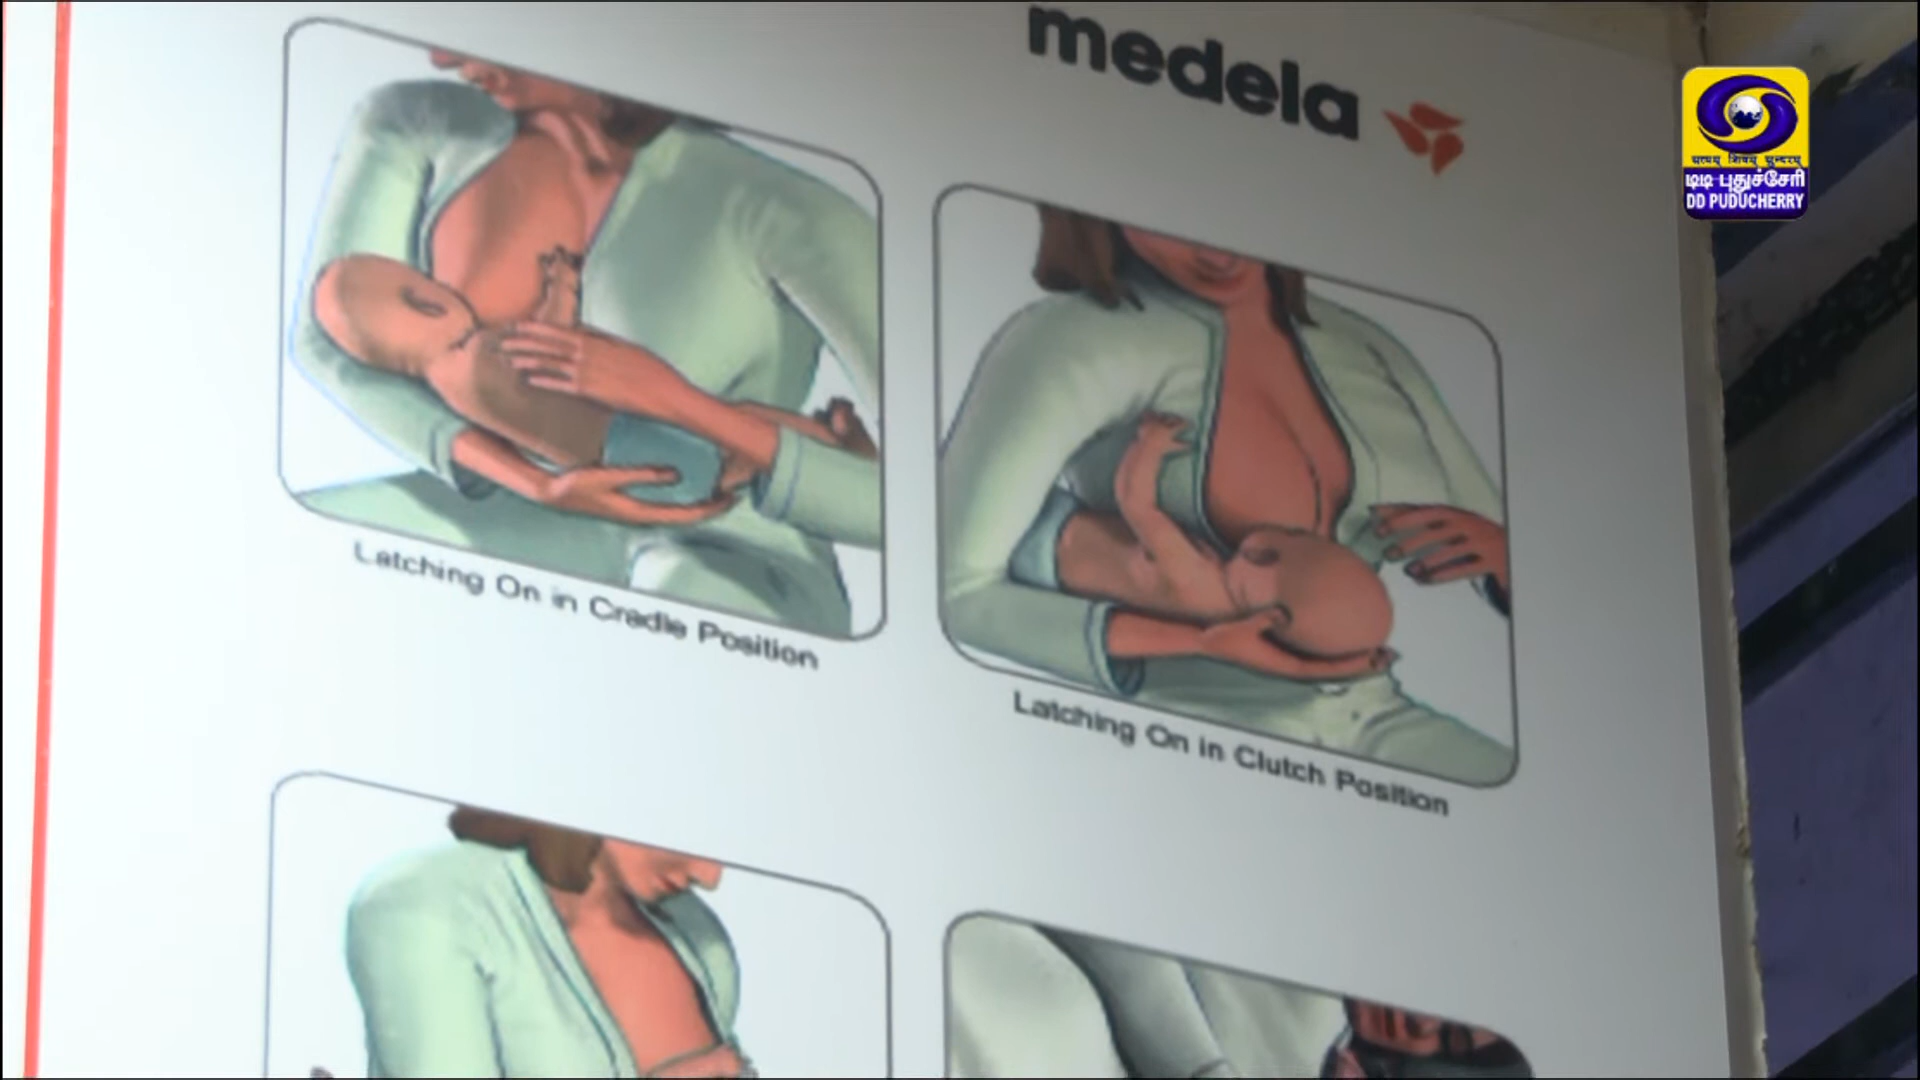 medela
सत्यम् शिवम् सुन्दरम्
டிடி புதுச்சேரி
DD PUDUCHERRY
Latching On in Cradle Position
Latching On in Clutch Position